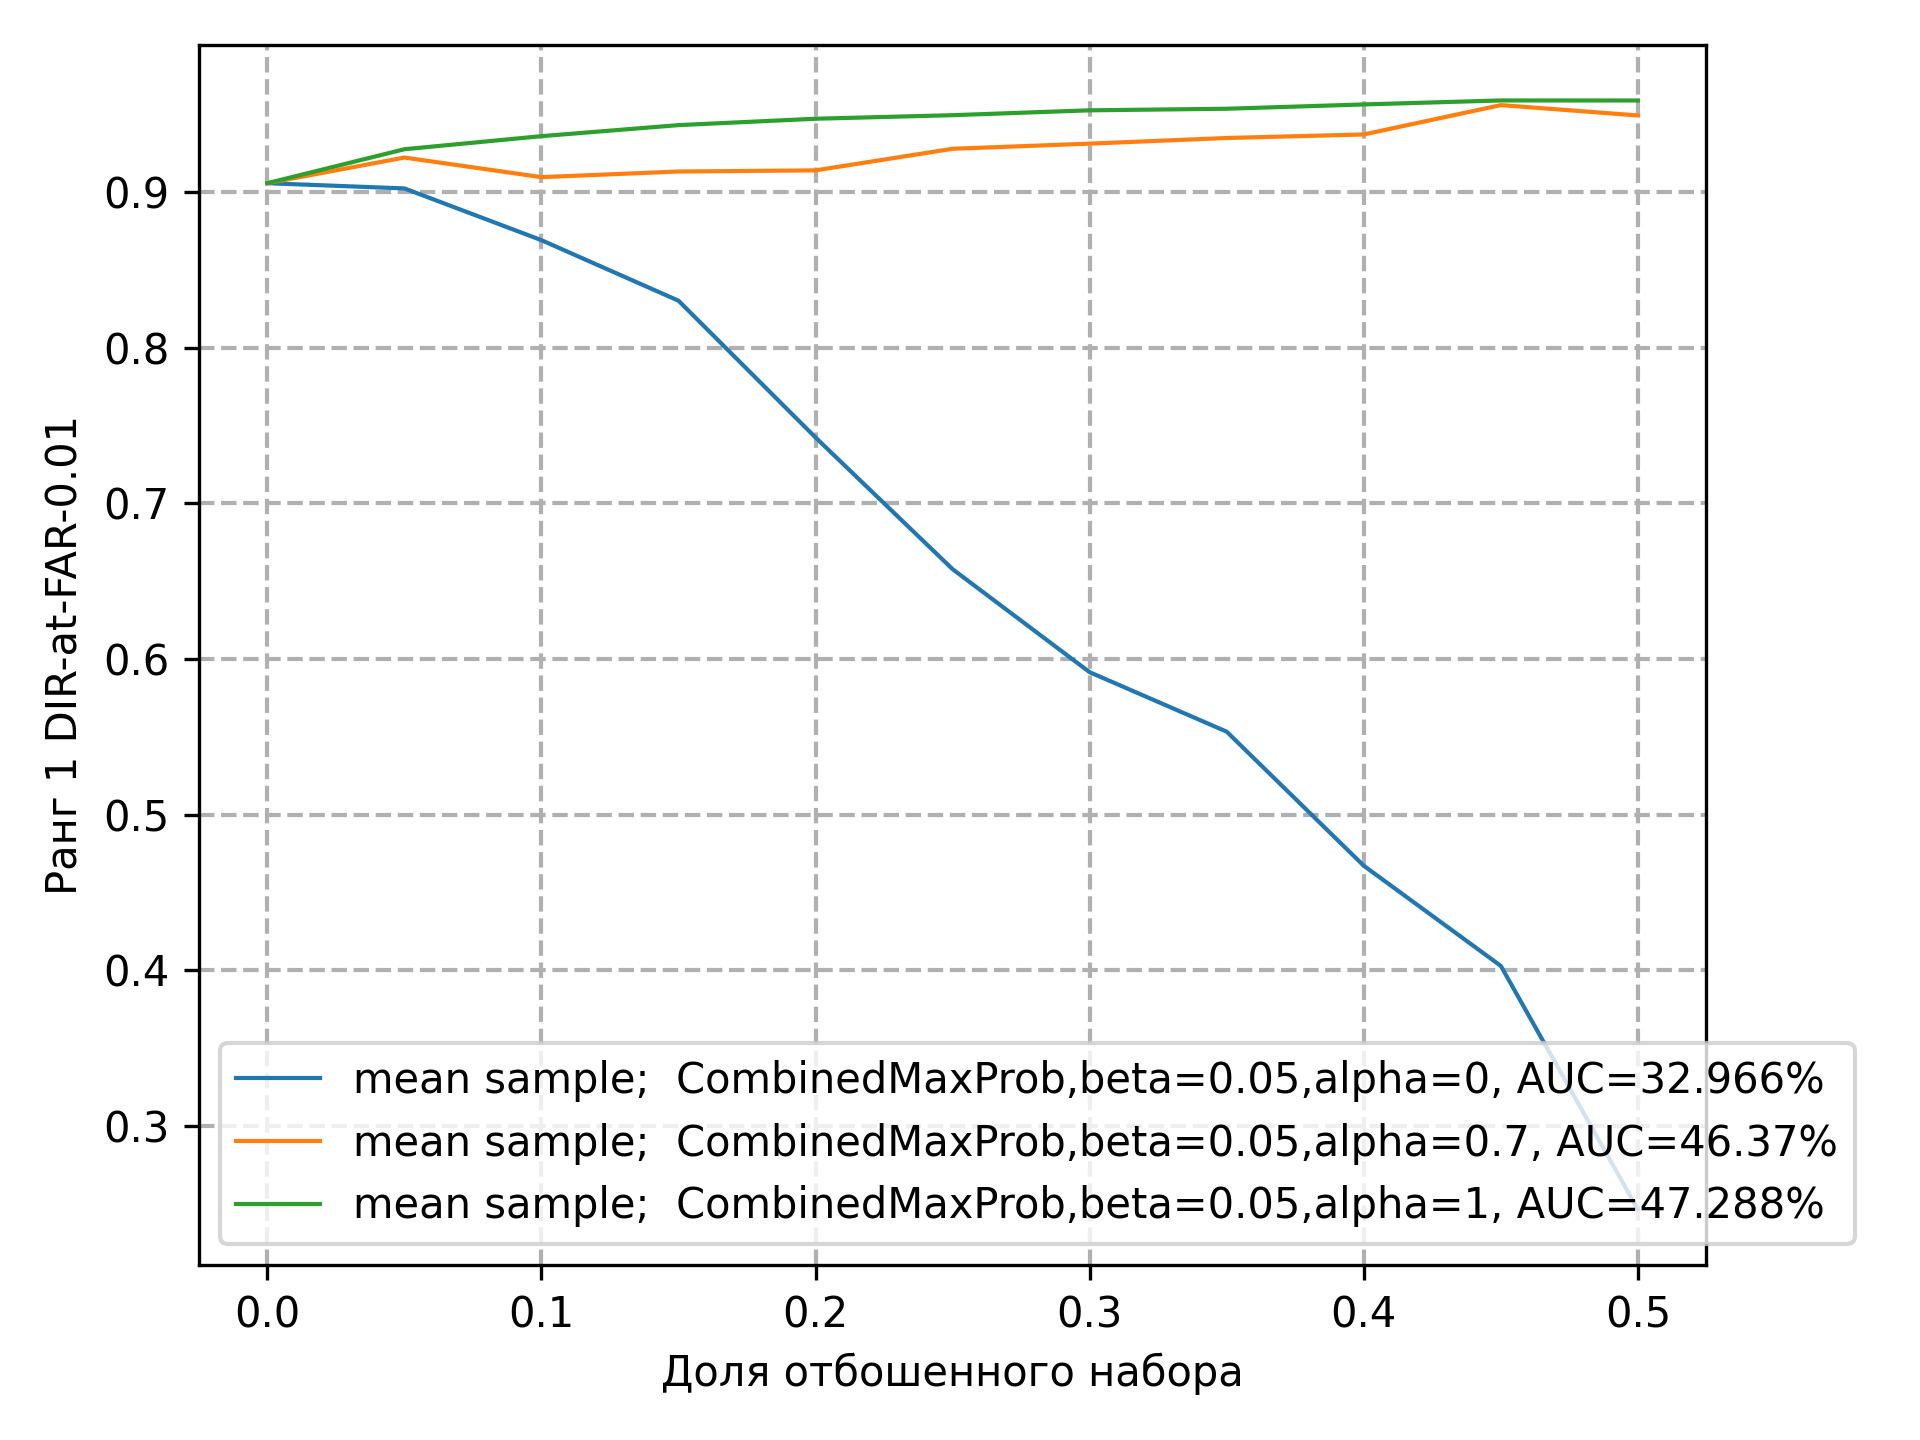 Ранг 1 DIR-at-FAR-0.01
0.9
0.8
0.7
0.6
0.5
0.4
0.3
mean sample;  CombinedMaxProb,beta=0.05,alpha=0, AUC=32.966%
mean sample;  CombinedMaxProb,beta=0.05,alpha=0.7, AUC=46.37%
mean sample;  CombinedMaxProb,beta=0.05,alpha=1, AUC=47.288%
0.0 0.1 0.2 0.3 0.4 0.5
Доля отбошенного набора